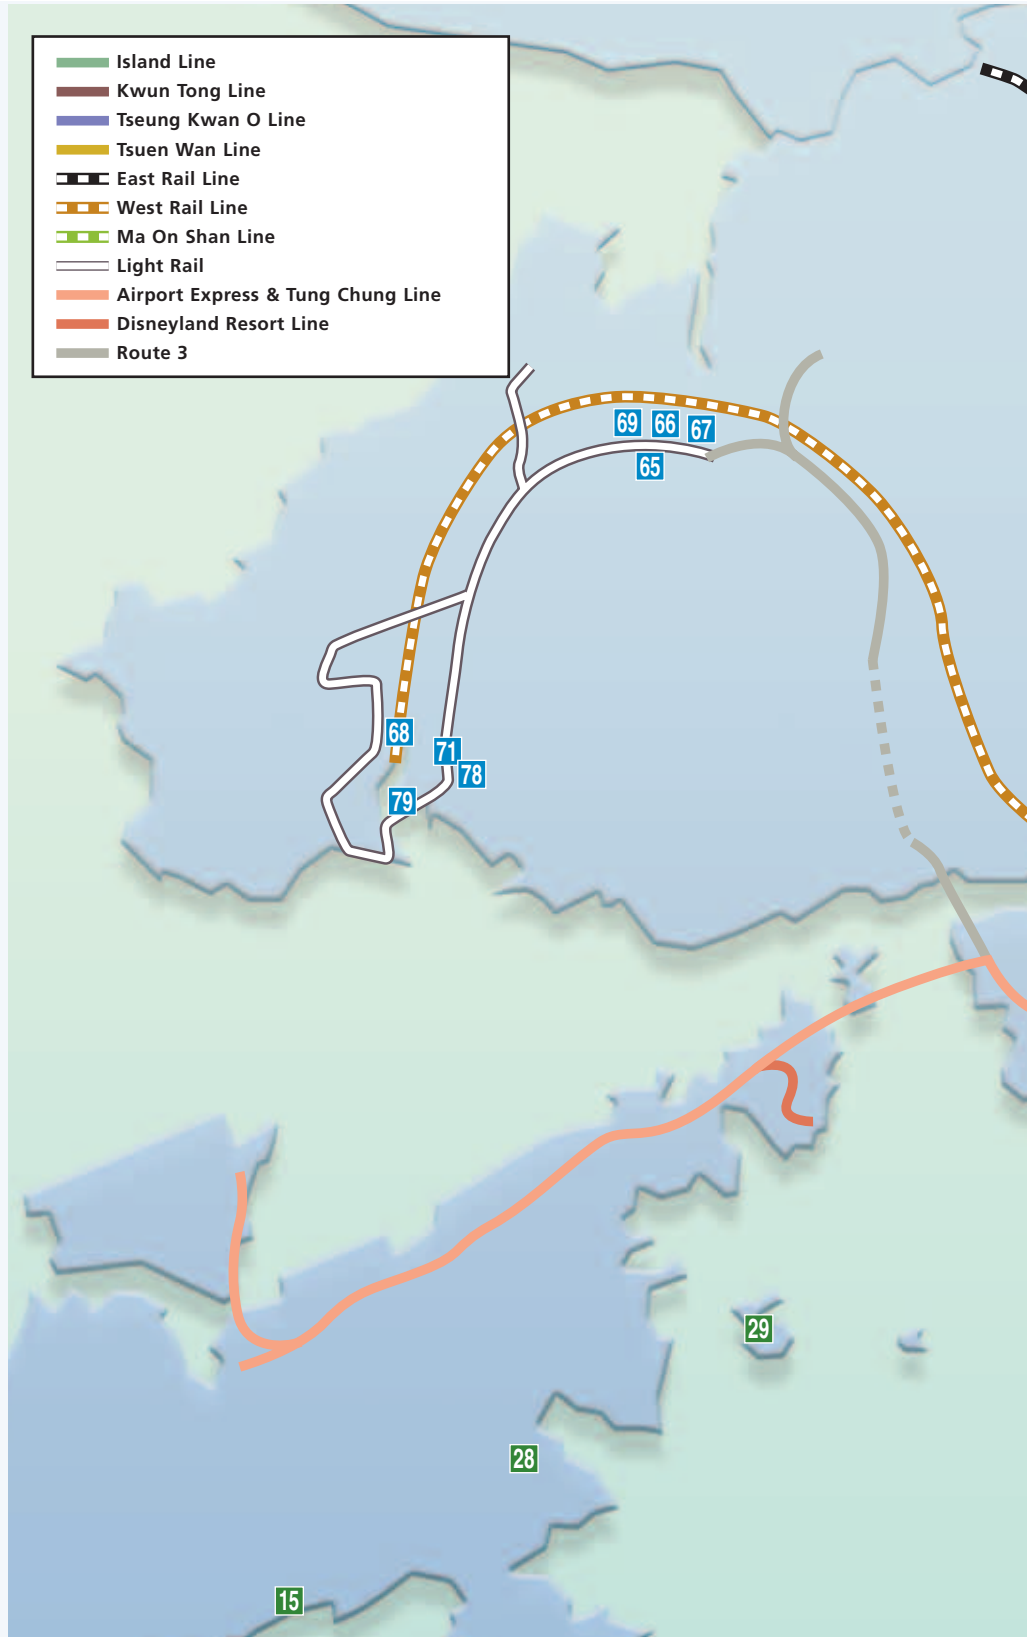 Island Line
Kwun Tong Line
Tseung Kwan O Line
Tsuen Wan Line
East Rail Line
West Rail Line
Ma On Shan Line
Light Rail
Airport Express & Tung Chung Line
Disneyland Resort Line
Route 3
69 66 67
65
68
71
78
79
29
28
15